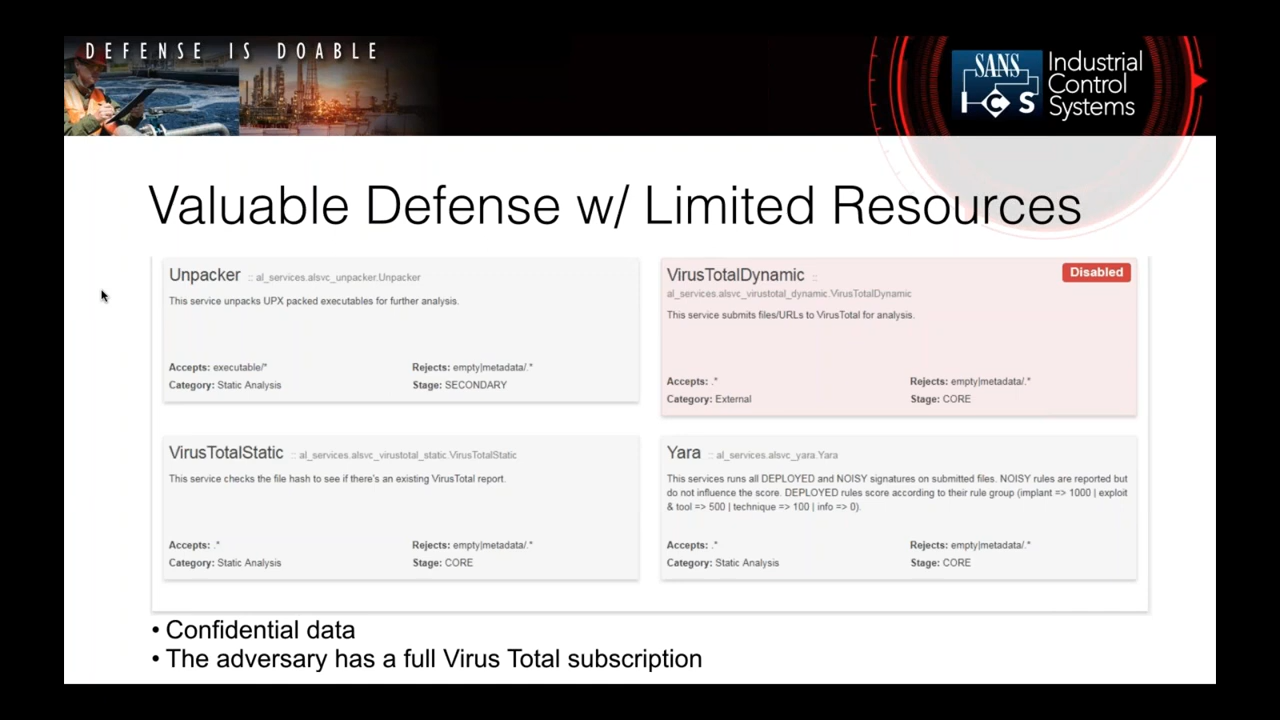 DEFENSE IS DOABLE
SANS
ICS
Industrial
Control
Systems
Valuable Defense w/ Limited Resources
Unpacker :: al_services.alsvc_unpacker.Unpacker
This service unpacks UPX packed executables for further analysis.
Accepts: executable/* Rejects: empty|metadata/.*
Category: Static Analysis Stage: SECONDARY
VirusTotalDynamic :: Disabled
al_services.alsvc_virustotal_dynamic.VirusTotalDynamic
This service submits files/URLs to VirusTotal for analysis.
Accepts: .* Rejects: empty|metadata/.*
Category: External Stage: CORE
VirusTotalStatic :: al_services.alsvc_virustotal_static.VirusTotalStatic
This service checks the file hash to see if there's an existing VirusTotal report.
Accepts: .* Rejects: empty|metadata/.*
Category: Static Analysis Stage: CORE
Yara :: al_services.alsvc_yara.Yara
This services runs all DEPLOYED and NOISY signatures on submitted files. NOISY rules are reported but
do not influence the score. DEPLOYED rules score according to their rule group (implant => 1000 | exploit
& tool => 500 | technique => 100 | info => 0).
Accepts: .* Rejects: empty|metadata/.*
Category: Static Analysis Stage: CORE
• Confidential data
• The adversary has a full Virus Total subscription